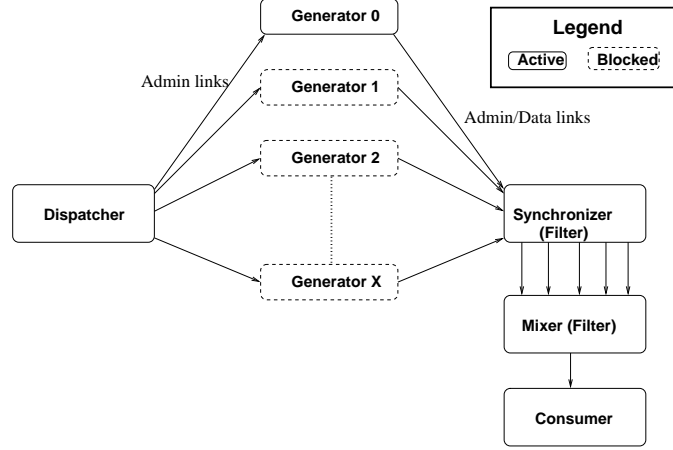 Generator 0
Legend
Active
Blocked
Admin links
Generator 1
Admin/Data links
Generator 2
Dispatcher
Synchronizer
(Filter)
Generator X
Mixer (Filter)
Consumer